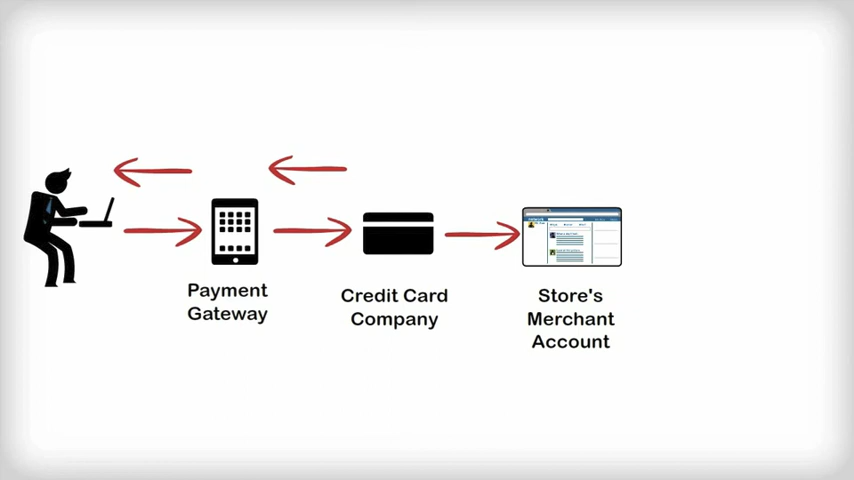 Payment
Gateway
Credit Card
Company
Store's
Merchant
Account